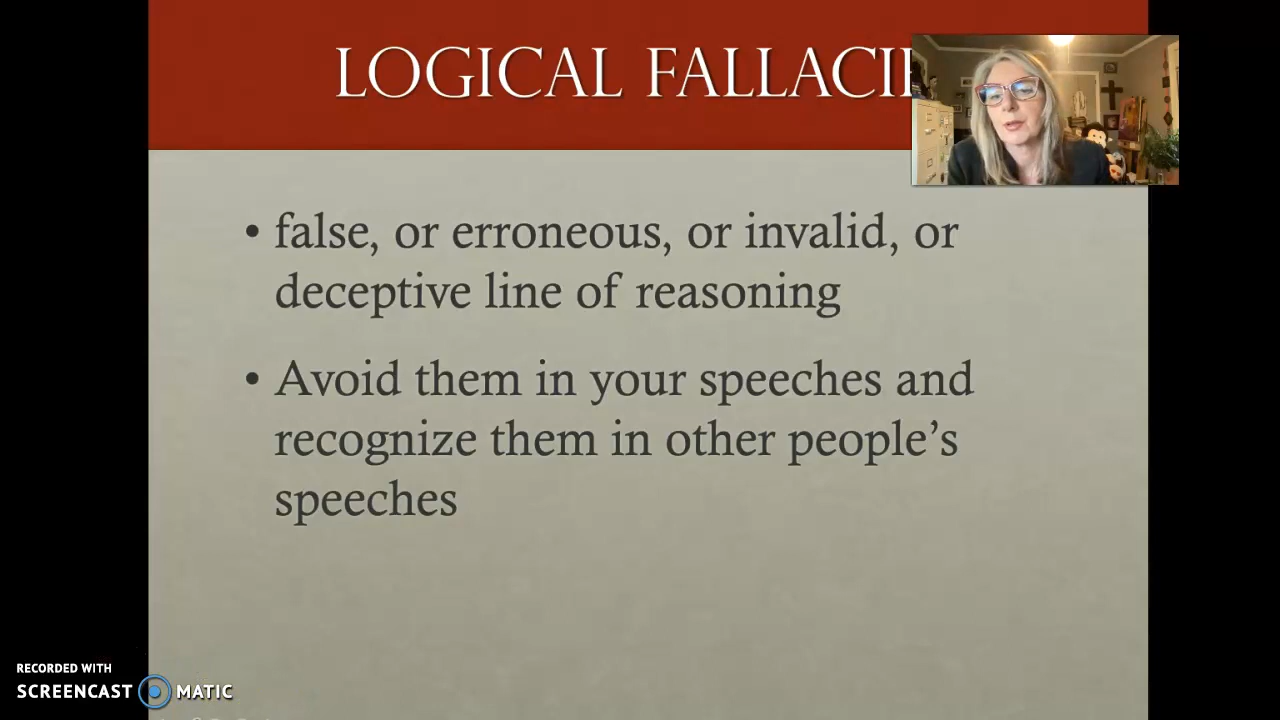 LOGICAL FALLACI
• false, or erroneous, or invalid, or
deceptive line of reasoning
• Avoid them in your speeches and
recognize them in other people’s
speeches
RECORDED WITH
SCREENCAST MATIC